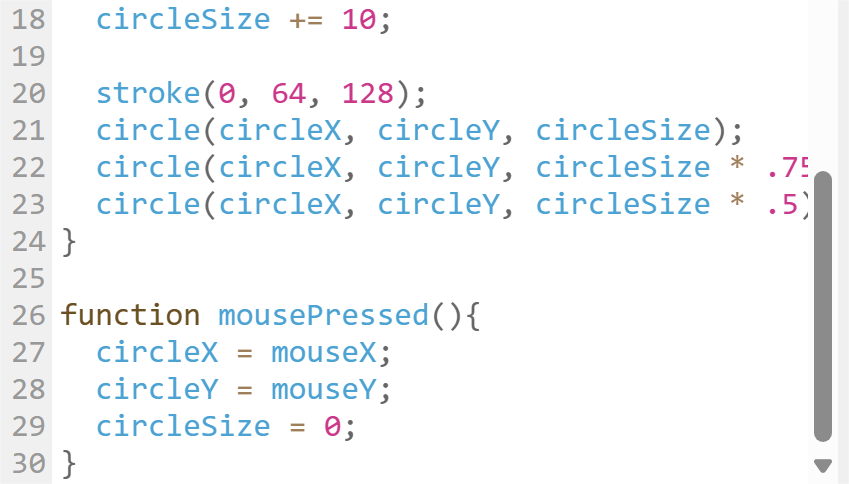 18 circleSize += 10;
19
20 stroke(0, 64, 128);
21 circle(circleX, circleY, circleSize);
22 circle(circleX, circleY, circleSize * .75
23 circle(circleX, circleY, circleSize * .5)
24 }
25
26 function mousePressed(){
27 circleX = mouseX;
28 circleY = mouseY;
29 circleSize = 0;
30 }